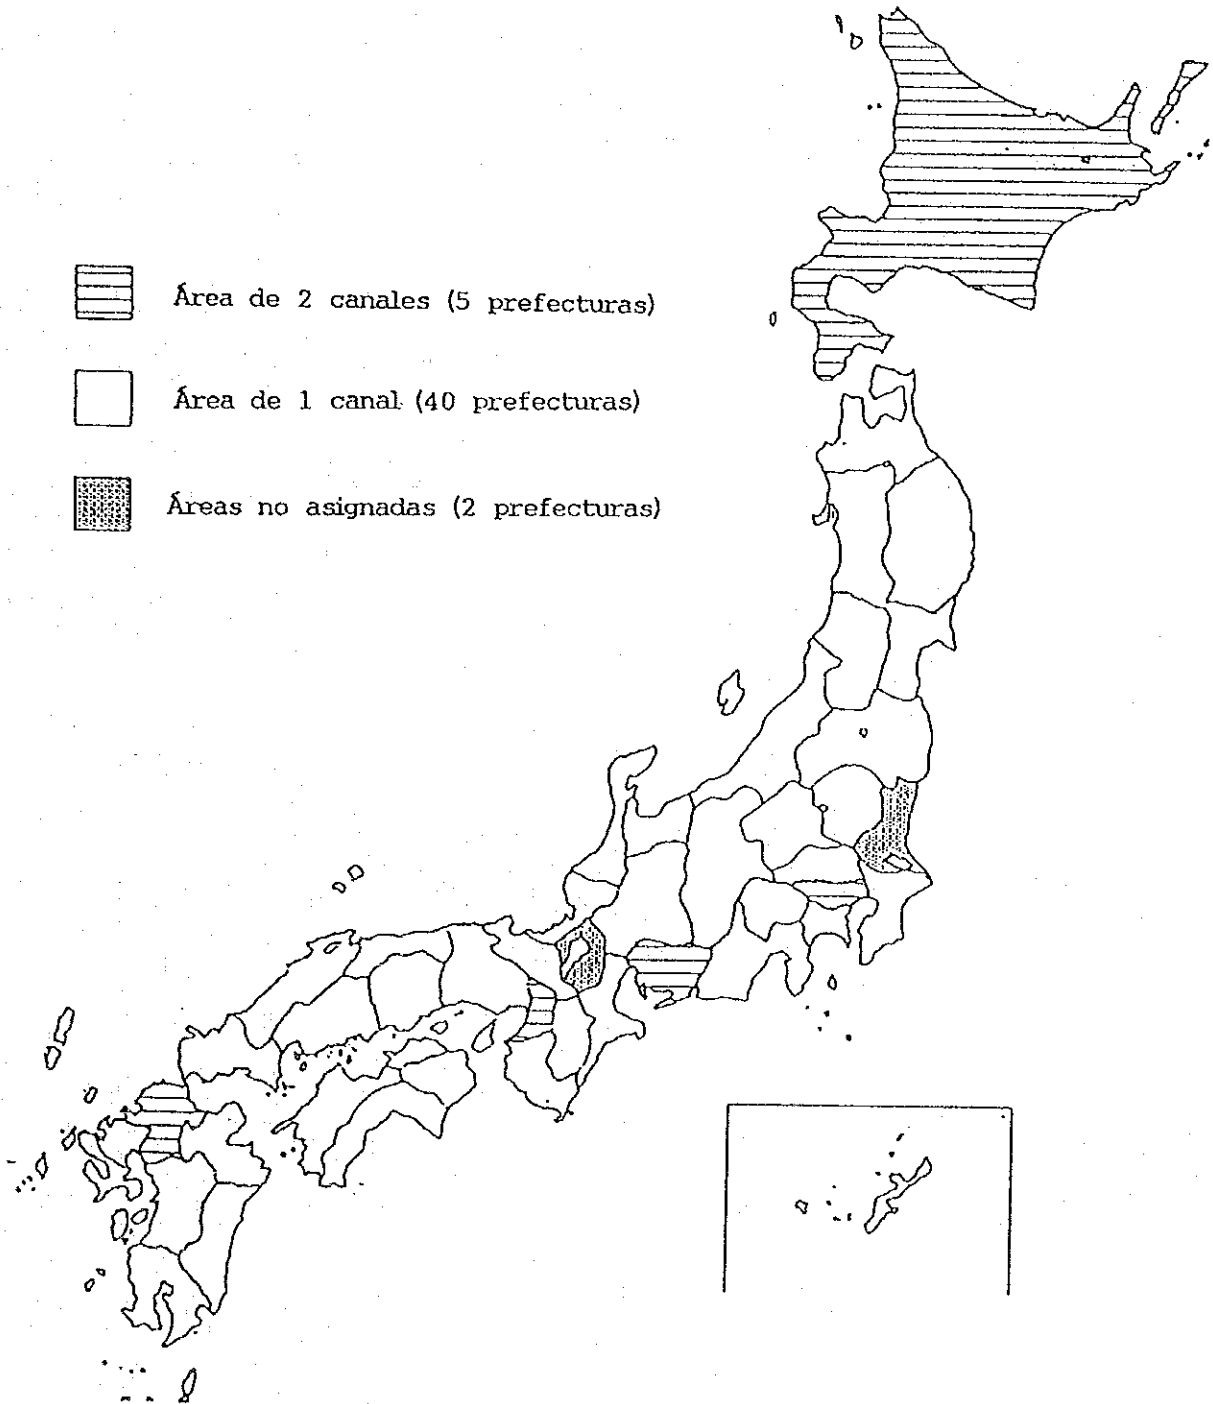 Área de 2 canales (5 prefecturas)
Área de 1 canal (40 prefecturas)
Áreas no asignadas (2 prefecturas)